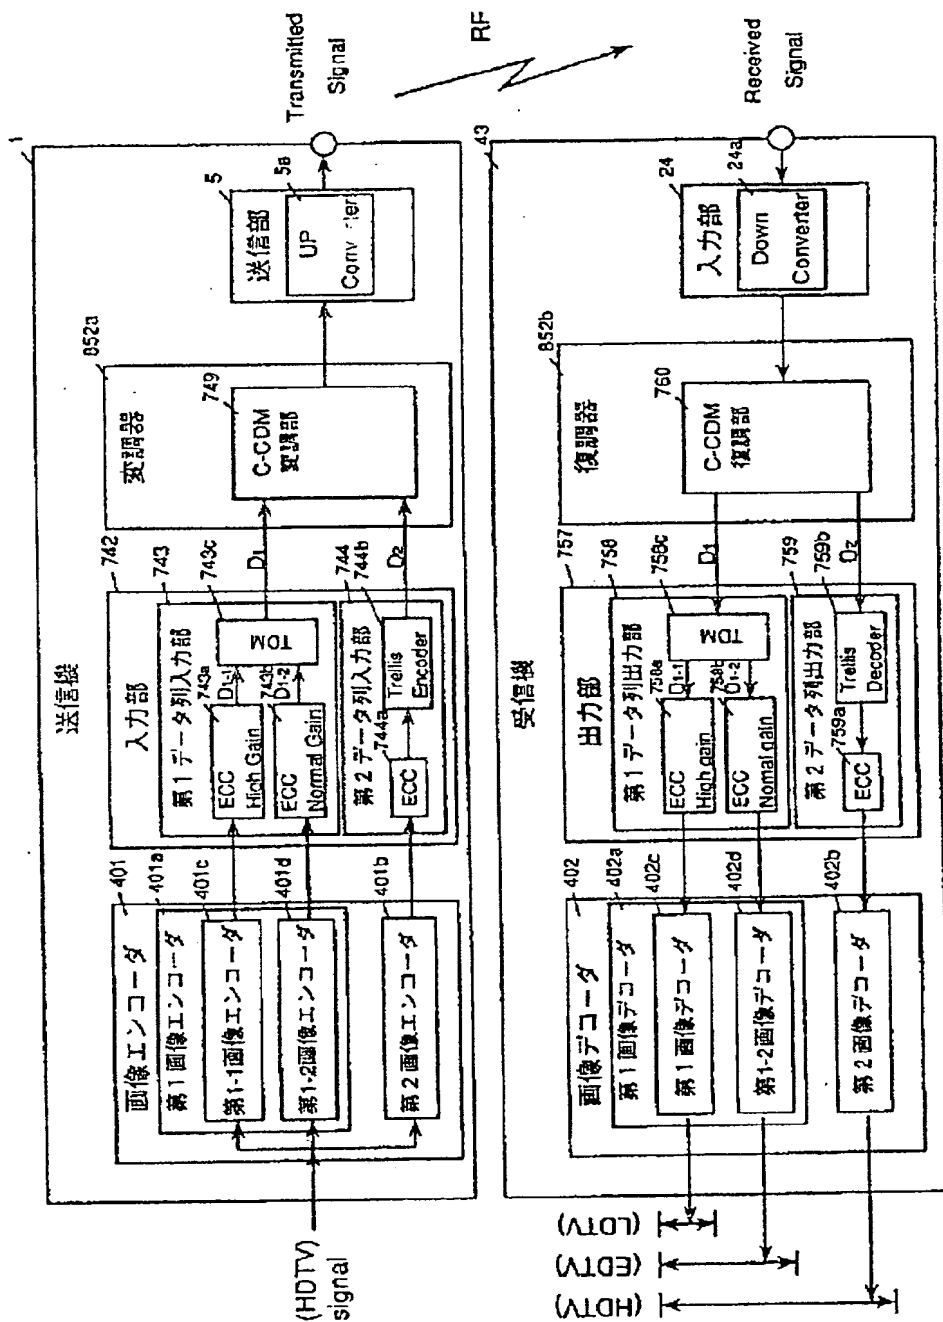 送信機
1
(HDTV)
signal
401
画像エンコーダ
401a
第1画像エンコーダ
401c
第1-1画像エンコーダ
401d
第1-2画像エンコーダ
401b
第2画像エンコーダ
742
入力部
743
第1データ列入力部
743a
ECC
High Gain
D1-1
743b
ECC
Normal Gain
D1-2
743c
TDM
744
第2データ列入力部
744a
ECC
744b
Trellis
Encoder
D1
D2
852a
変調器
749
C-CDM
変調部
5
送信部
5a
UP
Transmitted
Signal
RF
受信機
43
Received
Signal
24
入力部
24a
Down
Converter
852b
復調器
760
C-CDM
復調部
D1
D2
757
出力部
758
第1データ列出力部
758c
TDM
758a
D1-1
ECC
High gain
758b
D1-2
ECC
Nomal gain
759
第2データ列出力部
759b
Trellis
Decoder
759a
ECC
402
画像デコーダ
402a
第1画像デコーダ
402c
第1画像デコーダ
402d
第1-2画像デコーダ
402b
第2画像デコーダ
(LDTV)
(EDTV)
(HDTV)